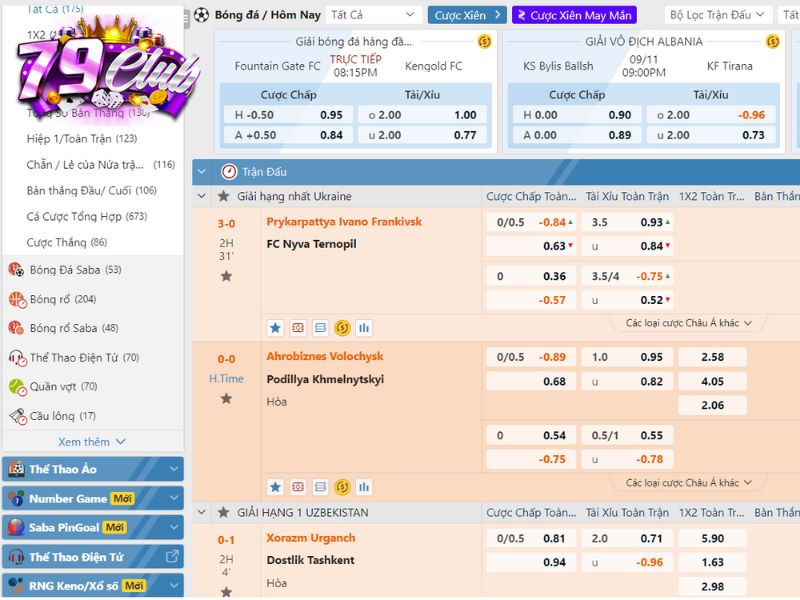 Tất Cả (175)
1X2
79Club
Tổng Số Bàn Thắng (130)
Hiệp 1/Toàn Trận (123)
Chẵn / Lẻ của Nửa trậ... (116)
Bàn thắng Đầu/ Cuối (106)
Cá Cược Tổng Hợp (673)
Cược Thắng (86)
Bóng Đá Saba (53)
Bóng rổ (204)
Bóng rổ Saba (48)
Thể Thao Điện Tử (70)
Quần vợt (70)
Cầu lông (17)
Xem thêm
Thể Thao Ảo
Number Game Mới
Saba PinGoal Mới
Thể Thao Điện Tử
RNG Keno/Xổ số Mới
Bóng đá / Hôm Nay Tất Cả Cược Xiên Cược Xiên May Mắn Bộ Lọc Trận Đấu Tất
Giải bóng đá hàng đầ...
Fountain Gate FC TRỰC TIẾP 08:15PM Kengold FC
Cược Chấp Tài/Xỉu
H -0.50 0.95 o 2.00 1.00
A +0.50 0.84 u 2.00 0.77
GIẢI VÔ ĐỊCH ALBANIA
KS Bylis Ballsh 09/11 09:00PM KF Tirana
Cược Chấp Tài/Xỉu
H 0.00 0.90 o 2.00 -0.96
A 0.00 0.89 u 2.00 0.73
Trận Đấu
Giải hạng nhất Ukraine Cược Chấp Toàn... Tài Xỉu Toàn Trận 1X2 Toàn Tr... Bàn Thắn
3-0 Prykarpattya Ivano Frankivsk 0/0.5 -0.84 3.5 0.93
2H FC Nyva Ternopil 0.63 u 0.84
31'
0 0.36 3.5/4 -0.75
-0.57 u 0.52
Các loại cược Châu Á khác
0-0 Ahrobiznes Volochysk 0/0.5 -0.89 1.0 0.95 2.58
H.Time Podillya Khmelnytskyi 0.68 u 0.82 4.05
Hòa 2.06
0 0.54 0.5/1 0.55
-0.75 u -0.78
Các loại cược Châu Á khác
GIẢI HẠNG 1 UZBEKISTAN Cược Chấp Toàn... Tài Xỉu Toàn Trận 1X2 Toàn Tr... Bàn Thắn
0-1 Xorazm Urganch 0/0.5 0.81 2.0 0.71 5.90
2H Dostlik Tashkent 0.94 u -0.96 1.63
4' Hòa 2.98